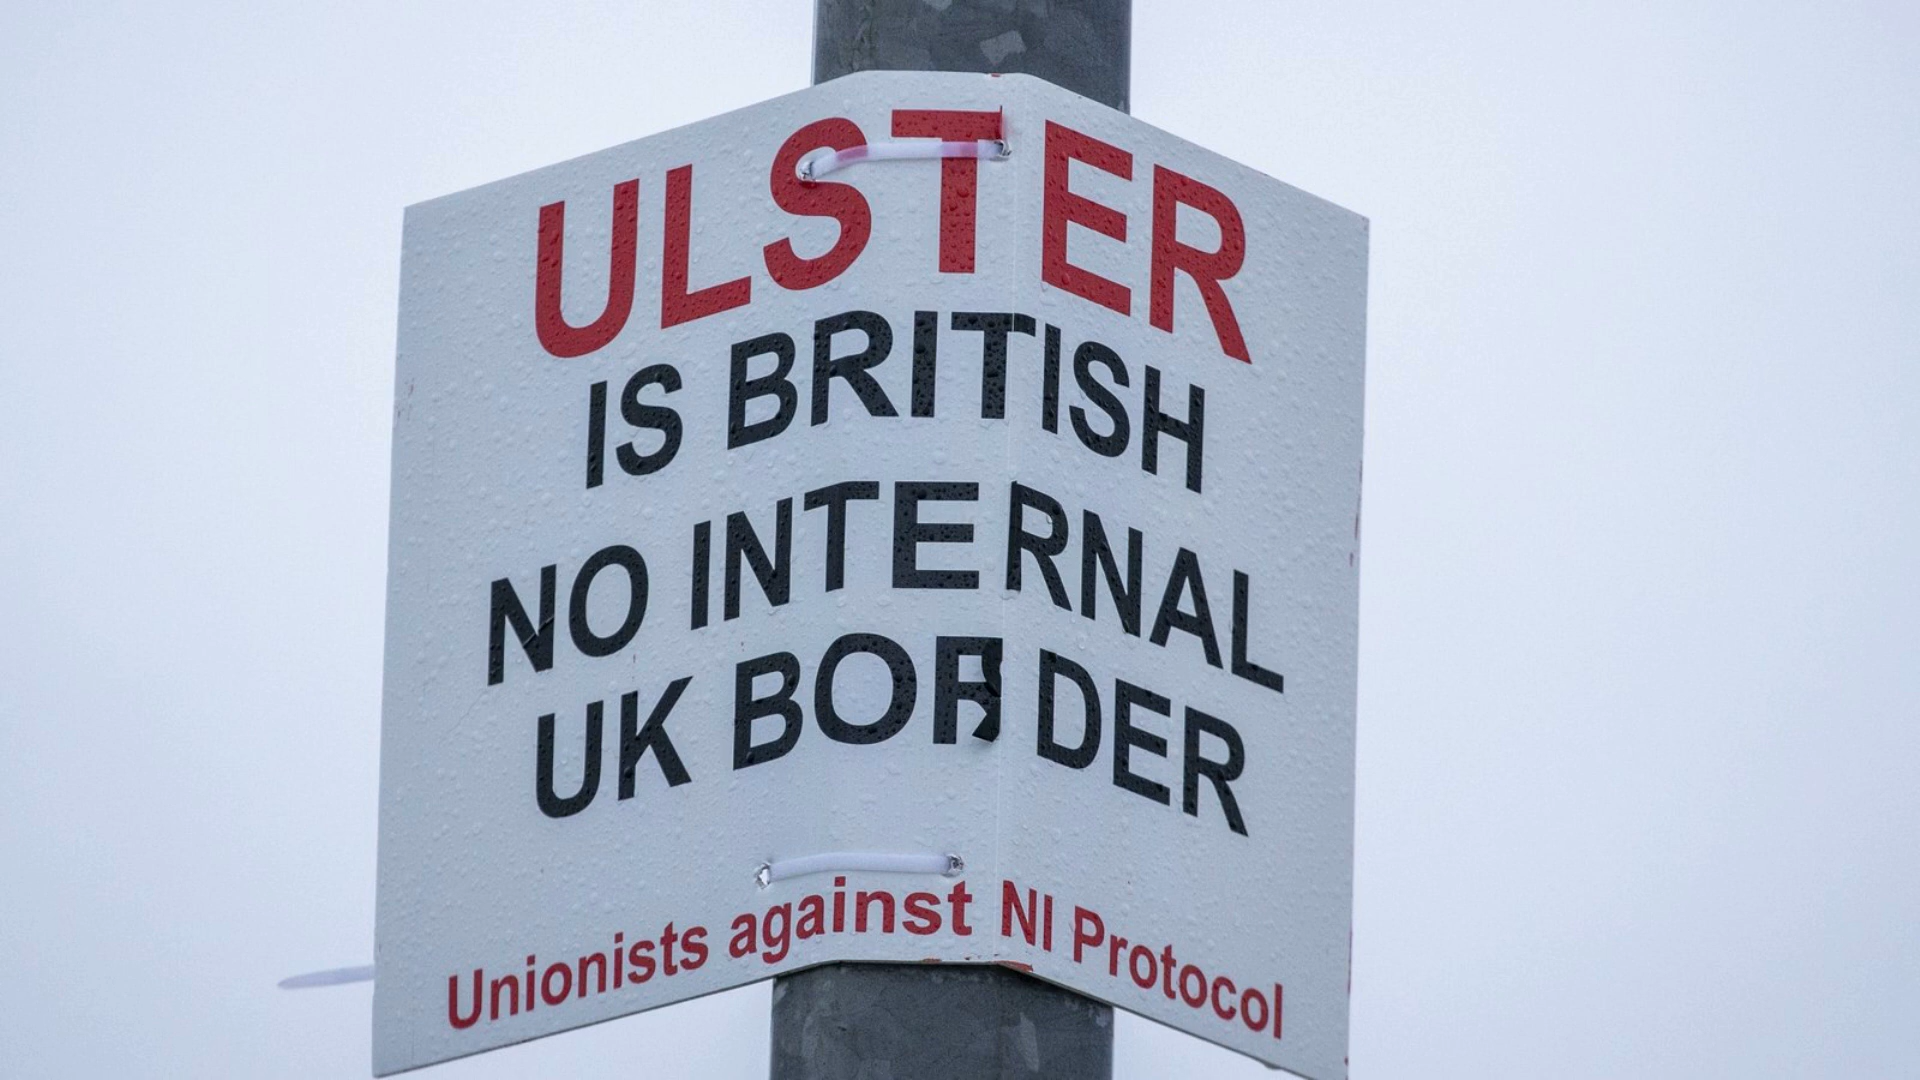 ULSTER
IS BRITISH
NO INTERNAL
UK BORDER
Unionists against NI Protocol